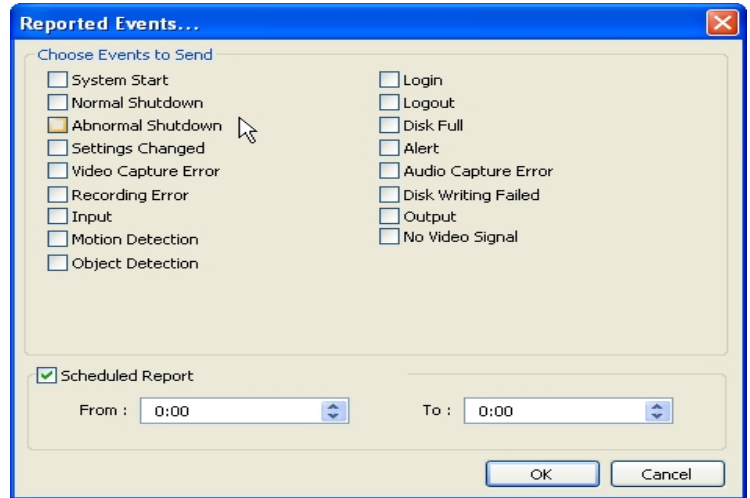 Reported Events...
Choose Events to Send
System Start
Normal Shutdown
Abnormal Shutdown
Settings Changed
Video Capture Error
Recording Error
Input
Motion Detection
Object Detection
Login
Logout
Disk Full
Alert
Audio Capture Error
Disk Writing Failed
Output
No Video Signal
Scheduled Report
From : 0:00 To : 0:00
OK Cancel